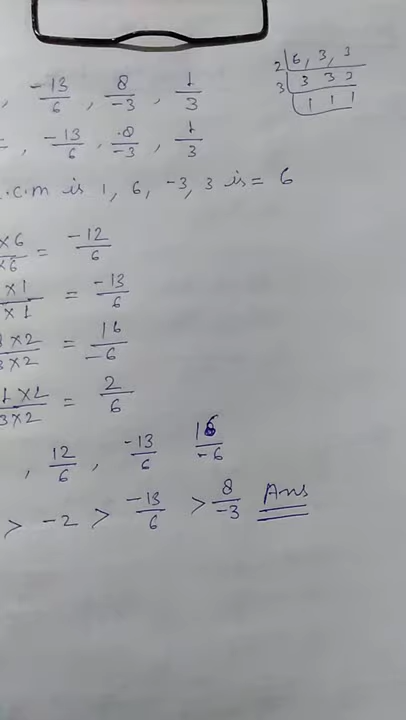 , -13/6 , 8/-3 , 1/3
2 | 6, 3, 3
3 | 3 3 3
1 1 1
, -13/6 , 8/-3 , 1/3
.c.m is 1, 6, -3, 3 is = 6
×6/×6 = -12/6
×1/×1 = -13/6
×2/3×2 = 16/-6
1×2/3×2 = 2/6
, 12/6 , -13/6 16/-6
> -2 > -13/6 > 8/-3 Ans